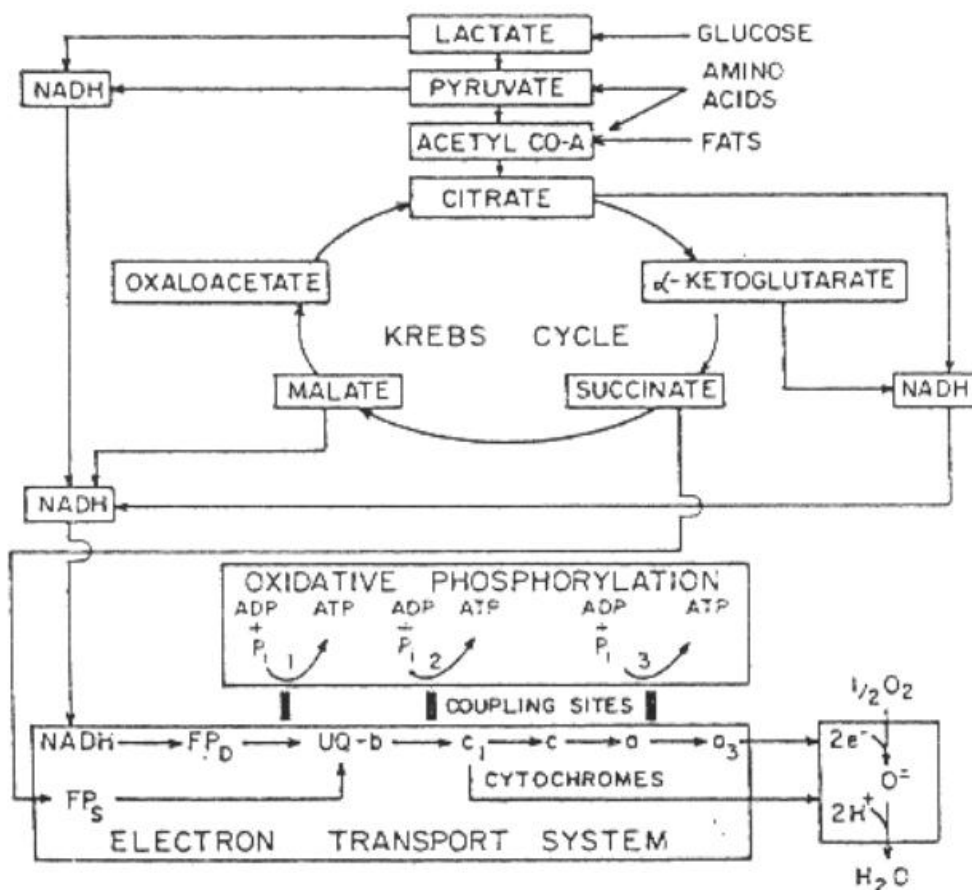 LACTATE
GLUCOSE
NADH
PYRUVATE
AMINO
ACIDS
ACETYL CO-A
FATS
CITRATE
OXALOACETATE
α-KETOGLUTARATE
KREBS CYCLE
MALATE
SUCCINATE
NADH
NADH
OXIDATIVE PHOSPHORYLATION
ADP ATP ADP ATP ADP ATP
+ + +
Pi 1 Pi 2 Pi 3
COUPLING SITES
1/2O2
NADH FPD UQ-b c1 c a a3
2e-
CYTOCHROMES
O=
FPS
2H+
ELECTRON TRANSPORT SYSTEM
H2O